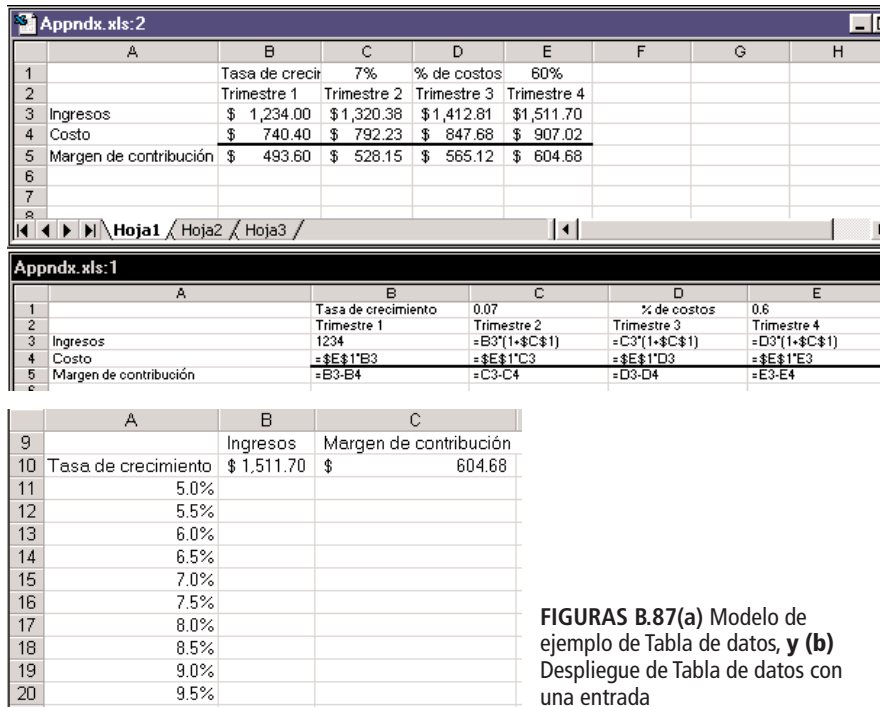 Appndx.xls:2
A B C D E F G H
1 Tasa de crecir 7% % de costos 60%
2 Trimestre 1 Trimestre 2 Trimestre 3 Trimestre 4
3 Ingresos $ 1,234.00 $1,320.38 $1,412.81 $1,511.70
4 Costo $ 740.40 $ 792.23 $ 847.68 $ 907.02
5 Margen de contribución $ 493.60 $ 528.15 $ 565.12 $ 604.68
6
7
8
Hoja1 Hoja2 Hoja3
Appndx.xls:1
A B C D E
1 Tasa de crecimiento 0.07 % de costos 0.6
2 Trimestre 1 Trimestre 2 Trimestre 3 Trimestre 4
3 Ingresos 1234 =B3*(1+$C$1) =C3*(1+$C$1) =D3*(1+$C$1)
4 Costo =$E$1*B3 =$E$1*C3 =$E$1*D3 =$E$1*E3
5 Margen de contribución =B3-B4 =C3-C4 =D3-D4 =E3-E4
6
A B C
9 Ingresos Margen de contribución
10 Tasa de crecimiento $ 1,511.70 $ 604.68
11 5.0%
12 5.5%
13 6.0%
14 6.5%
15 7.0%
16 7.5%
17 8.0%
18 8.5%
19 9.0%
20 9.5%
FIGURAS B.87(a) Modelo de
ejemplo de Tabla de datos, y (b)
Despliegue de Tabla de datos con
una entrada